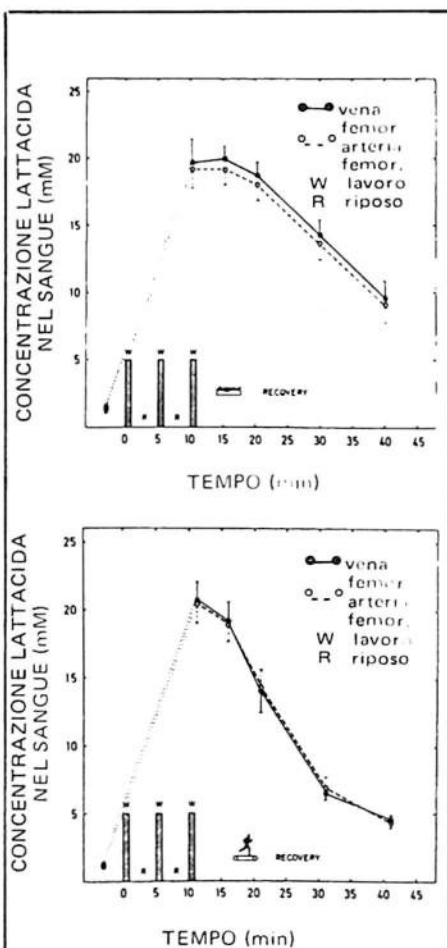 CONCENTRAZIONE LATTACIDA
NEL SANGUE (mM)
25
20
15
10
5
vena
femor
arteria
femor,
W lavoro
R riposo
W W W
R R
RECOVERY
0 5 10 15 20 25 30 35 40 45
TEMPO (min)
CONCENTRAZIONE LATTACIDA
NEL SANGUE (mM)
25
20
15
10
5
vena
femor
arteria
femor,
W lavoro
R riposo
W W W
R R
RECOVERY
0 5 10 15 20 25 30 35 40 45
TEMPO (min)